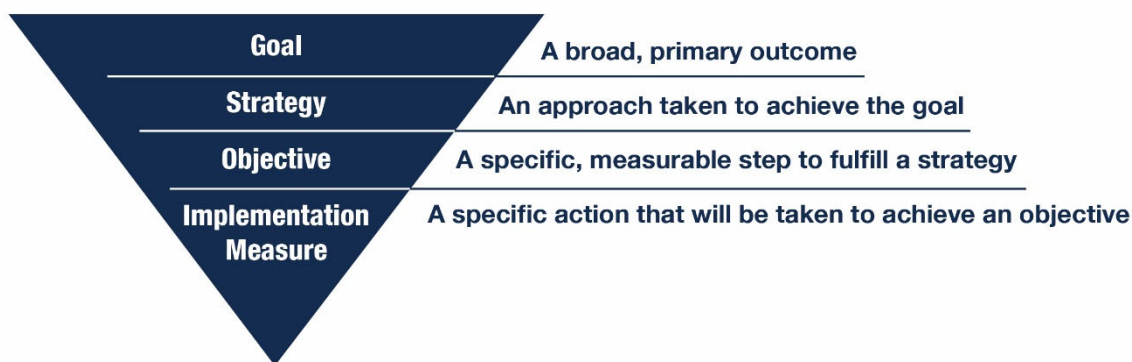 Goal
A broad, primary outcome
Strategy
An approach taken to achieve the goal
Objective
A specific, measurable step to fulfill a strategy
Implementation
Measure
A specific action that will be taken to achieve an objective